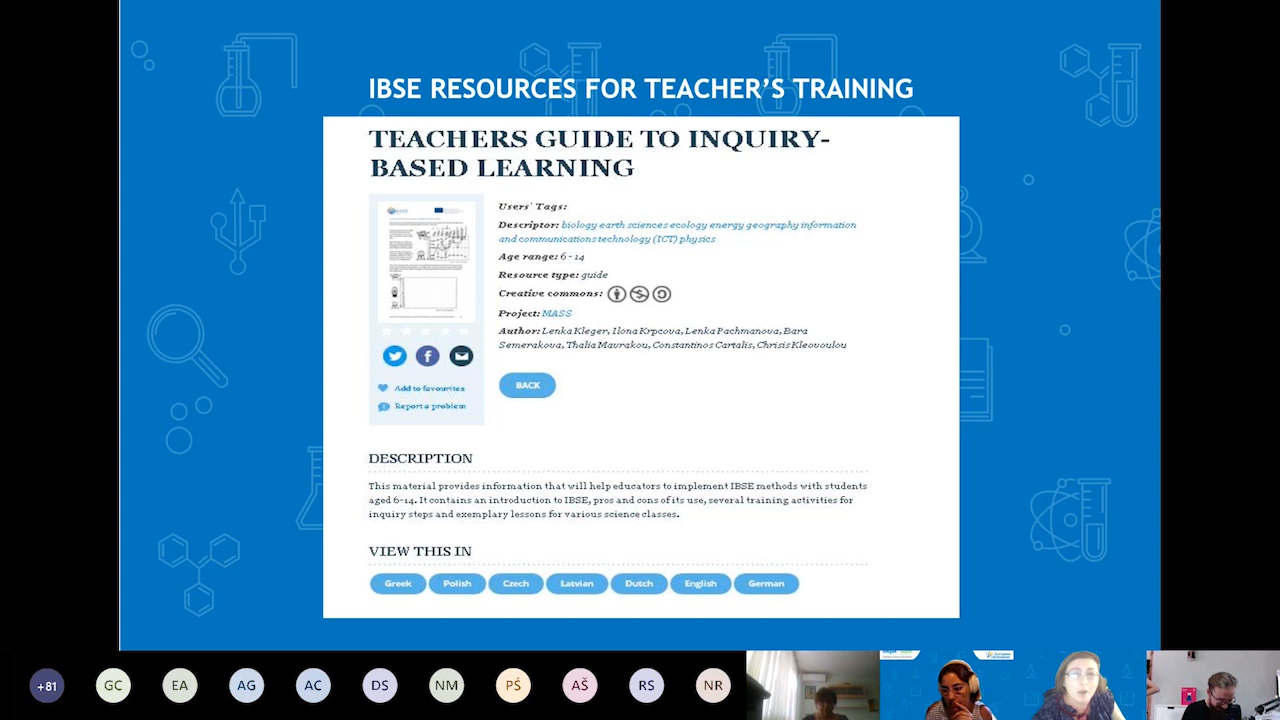 IBSE RESOURCES FOR TEACHER'S TRAINING
TEACHERS GUIDE TO INQUIRY-
BASED LEARNING
Users' Tags:
Descriptor: biology earth sciences ecology energy geography information
and communications technology (ICT) physics
Age range: 6 - 14
Resource type: guide
Creative commons:
Project: MASS
Author: Lenka Kleger, Ilona Krpcova, Lenka Pachmanova, Bara
Semerakova, Thalia Mavrakou, Constantinos Cartalis, Chrisis Kleovoulou
Add to favourites
Report a problem
BACK
DESCRIPTION
This material provides information that will help educators to implement IBSE methods with students
aged 6-14. It contains an introduction to IBSE, pros and cons of its use, several training activities for
inquiry steps and exemplary lessons for various science classes.
VIEW THIS IN
Greek Polish Czech Latvian Dutch English German
+81 GC EA AG AC DS NM PŚ AŠ RS NR